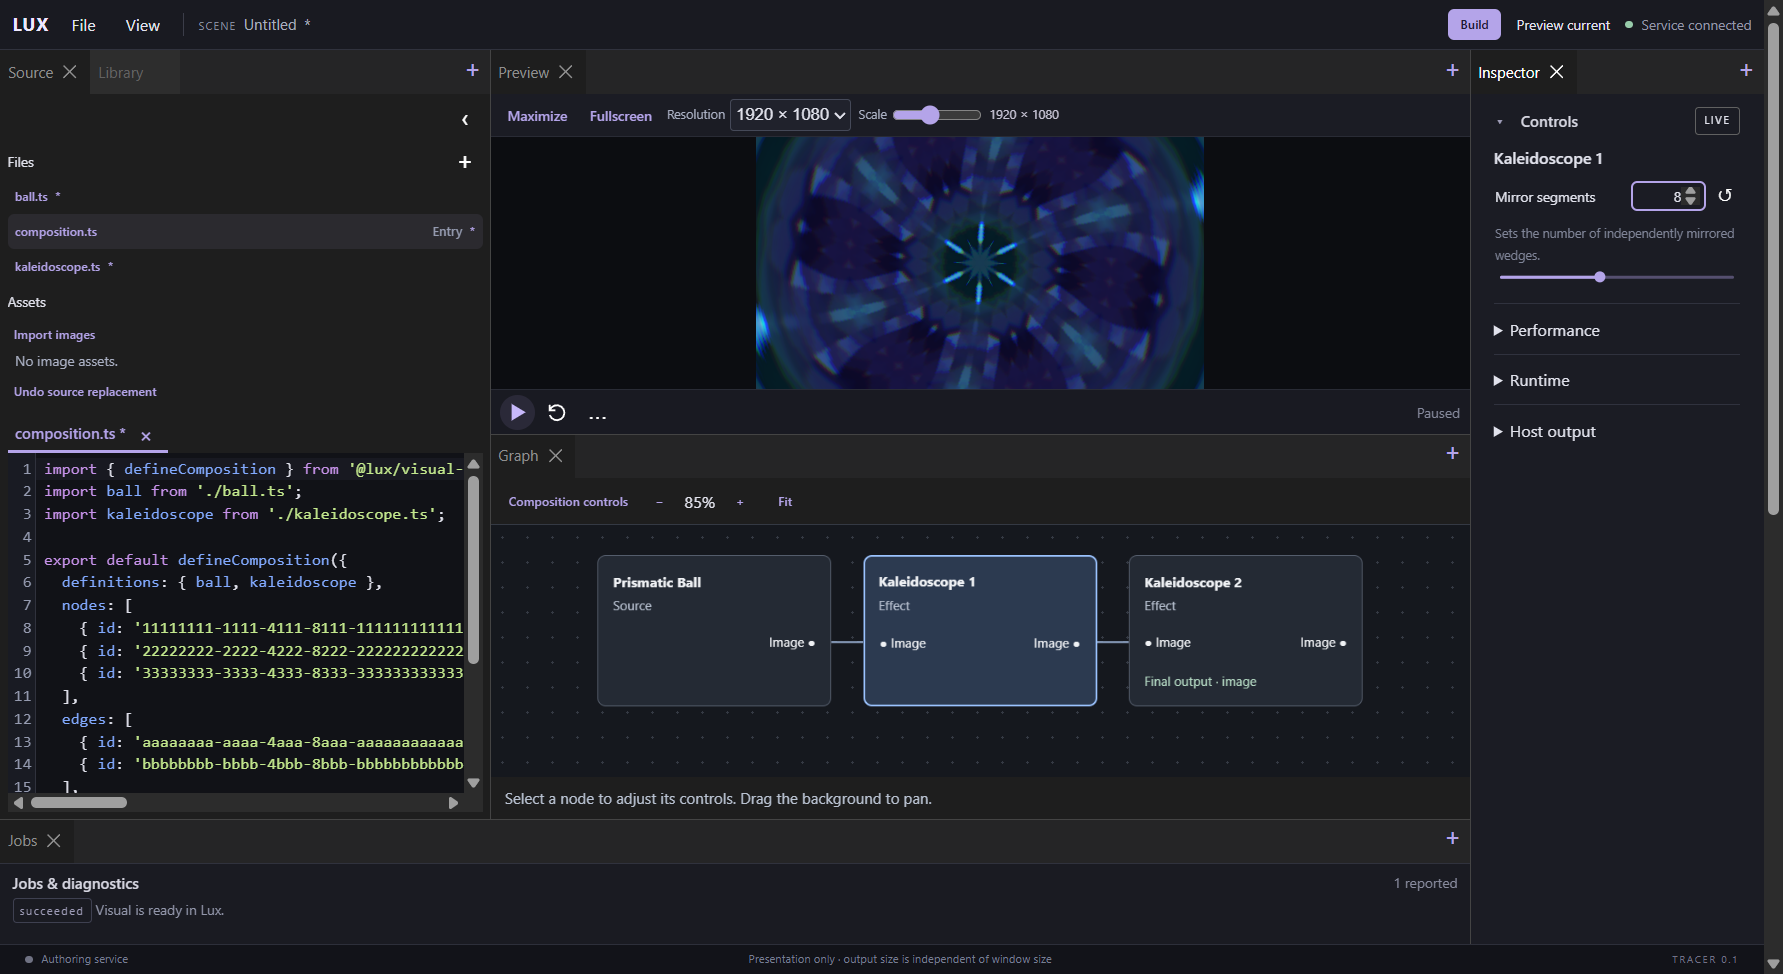 LUX File View SCENE Untitled * Build Preview current Service connected
Source Library + Preview + Inspector +
Maximize Fullscreen Resolution 1920 × 1080 Scale 1920 × 1080
Controls LIVE
Kaleidoscope 1
Mirror segments 8
Sets the number of independently mirrored
wedges.
Performance
Runtime
Host output
Files +
ball.ts *
composition.ts Entry *
kaleidoscope.ts *
Assets
Import images
No image assets.
Undo source replacement
composition.ts *
1 import { defineComposition } from '@lux/visual-
2 import ball from './ball.ts';
3 import kaleidoscope from './kaleidoscope.ts';
4
5 export default defineComposition({
6 definitions: { ball, kaleidoscope },
7 nodes: [
8 { id: '11111111-1111-4111-8111-111111111111
9 { id: '22222222-2222-4222-8222-222222222222
10 { id: '33333333-3333-4333-8333-333333333333
11 ],
12 edges: [
13 { id: 'aaaaaaaa-aaaa-4aaa-8aaa-aaaaaaaaaaaa
14 { id: 'bbbbbbbb-bbbb-4bbb-8bbb-bbbbbbbbbbbb
15 ],
... Paused
Graph +
Composition controls − 85% + Fit
Prismatic Ball
Source
Image
Kaleidoscope 1
Effect
Image Image
Kaleidoscope 2
Effect
Image Image
Final output · image
Select a node to adjust its controls. Drag the background to pan.
Jobs +
Jobs & diagnostics 1 reported
succeeded Visual is ready in Lux.
Authoring service Presentation only · output size is independent of window size TRACER 0.1